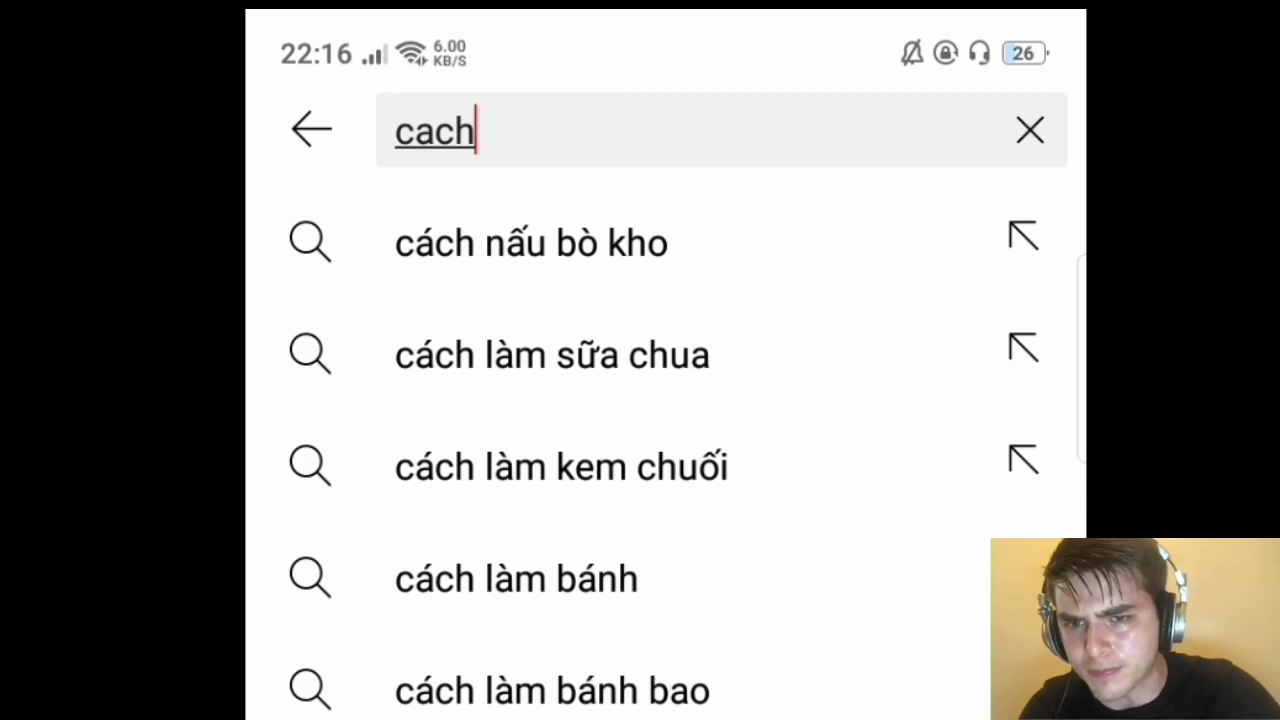 22:16 6.00 KB/S 26
cach
cách nấu bò kho
cách làm sữa chua
cách làm kem chuối
cách làm bánh
cách làm bánh bao